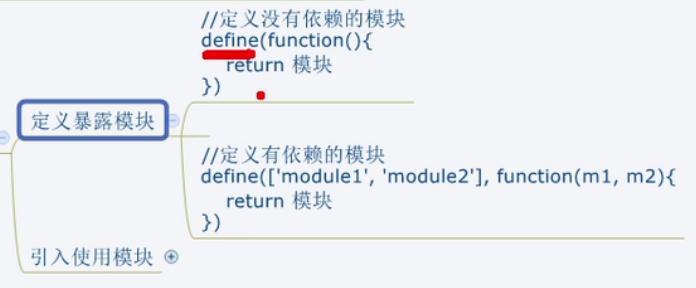 //定义没有依赖的模块
define(function(){
return 模块
})
定义暴露模块
//定义有依赖的模块
define(['module1', 'module2'], function(m1, m2){
return 模块
})
引入使用模块